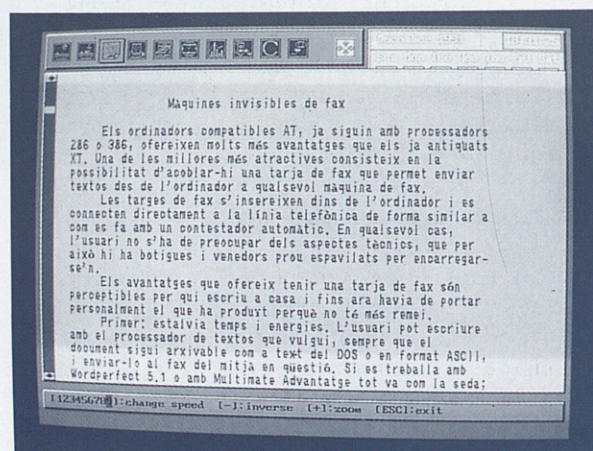 Màquines invisibles de fax
Els ordinadors compatibles AT, ja siguin amb processadors
286 o 386, ofereixen molts més avantatges que els ja antiquats
XT. Una de les millores més atractives consisteix en la
possibilitat d'acoblar-hi una tarja de fax que permet enviar
textos des de l'ordinador a qualsevol màquina de fax.
Les targes de fax s'insereixen dins de l'ordinador i es
connecten directament a la línia telefònica de forma similar a
com es fa amb un contestador automàtic. En qualsevol cas,
l'usuari no s'ha de preocupar dels aspectes tècnics, que per
això hi ha botigues i venedors prou espavilats per encarregar-
se'n.
Els avantatges que ofereix tenir una tarja de fax són
perceptibles per qui escriu a casa i fins ara havia de portar
personalment el que ha produït perquè no té més remei.
Primer: estalvia temps i energies. L'usuari pot escriure
amb el processador de textos que vulgui, sempre que el
document sigui arxivable com a text del DOS o en format ASCII,
i enviar-lo al fax del mitjà en qüestió. Si es treballa amb
Wordperfect 5.1 o amb Multimate Advantatge tot va com la seda;
[123456789]:change speed [-]:inverse [+]:zoom [ESC]:exit